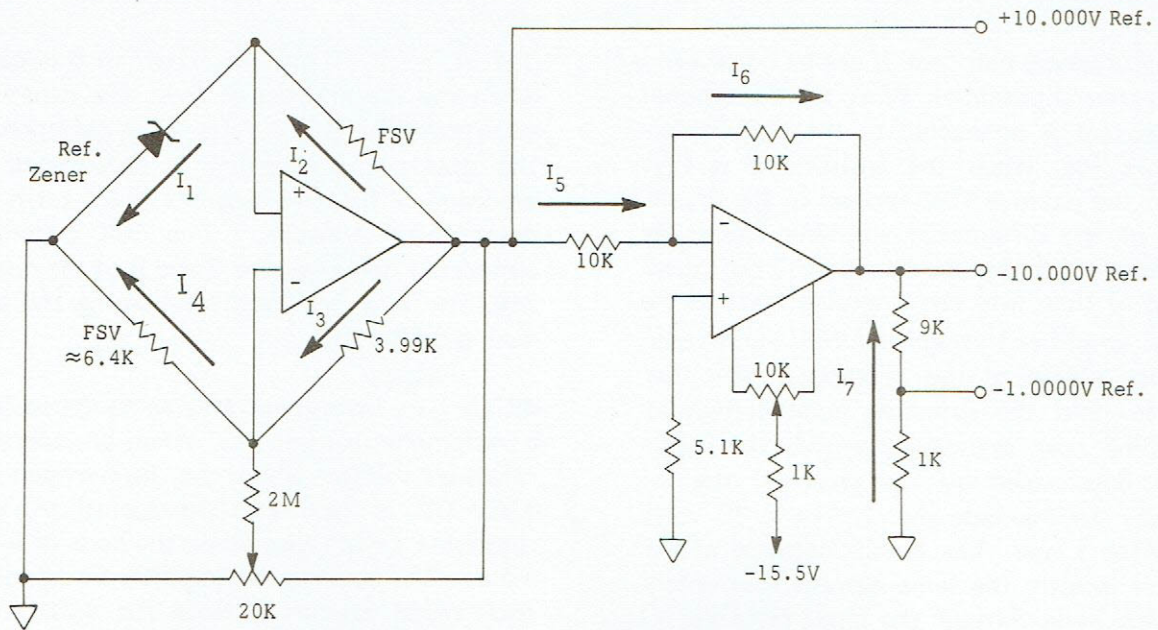 +10.000V Ref.
I6
I2
FSV
Ref.
Zener
I1
10K
I5
+
-
10K
-
+
-10.000V Ref.
I4
I3
FSV
≈6.4K
3.99K
9K
10K
I7
-1.0000V Ref.
5.1K
1K
1K
2M
-15.5V
20K